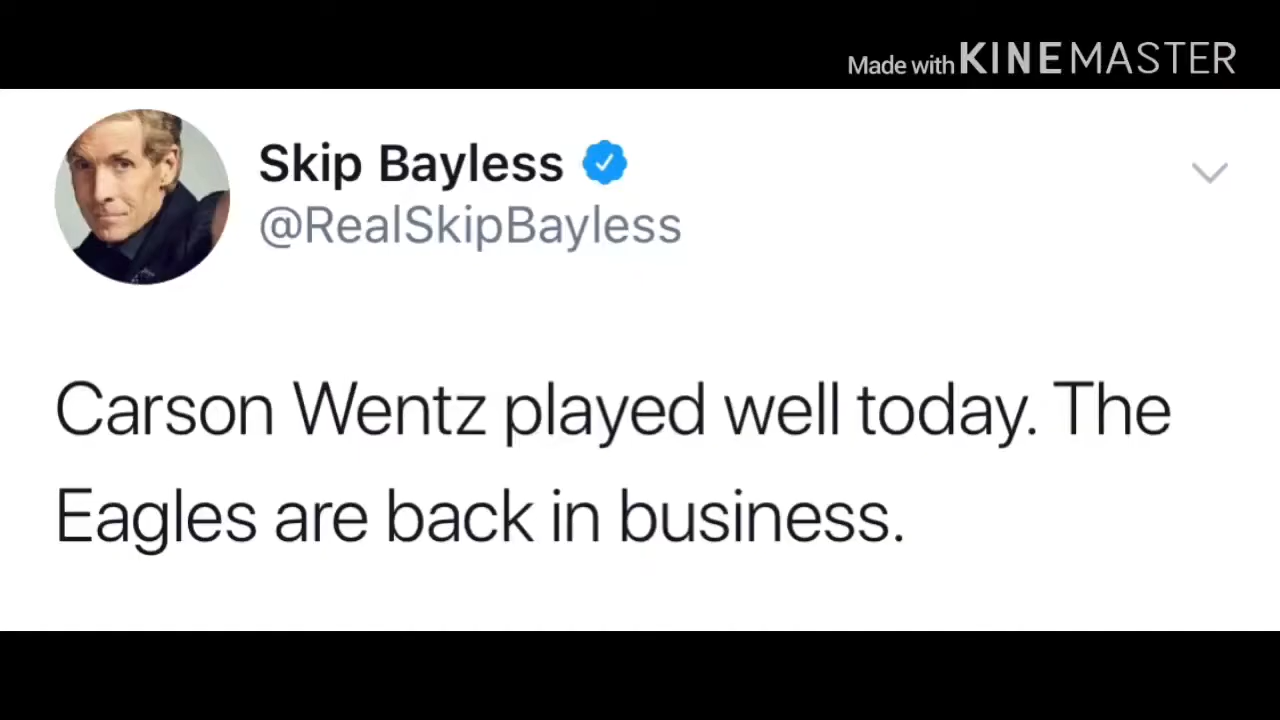 Made with KINEMASTER
Skip Bayless
@RealSkipBayless
Carson Wentz played well today. The
Eagles are back in business.